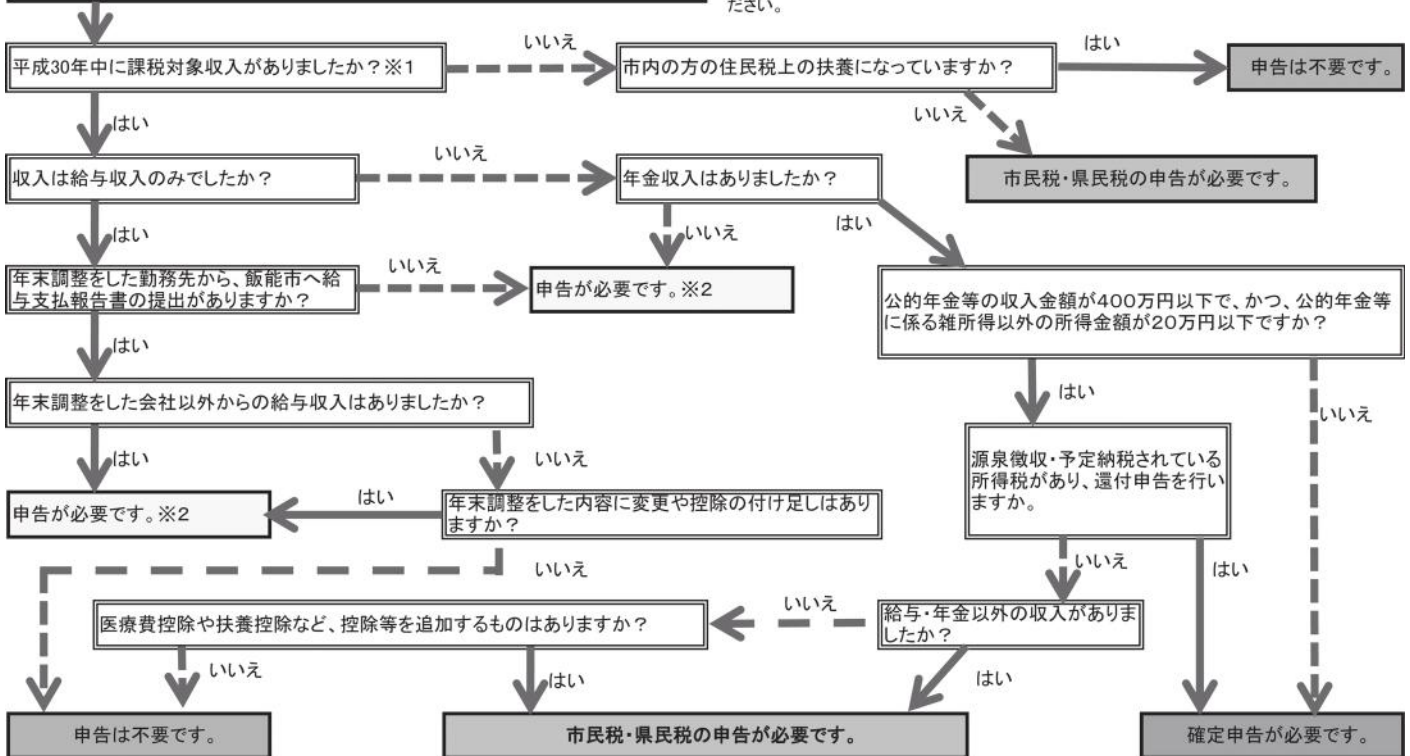 ださい。
平成30年中に課税対象収入がありましたか？※1
いいえ
市内の方の住民税上の扶養になっていますか？
はい
申告は不要です。
はい
いいえ
市民税・県民税の申告が必要です。
収入は給与収入のみでしたか？
いいえ
年金収入はありましたか？
はい
いいえ
はい
年末調整をした勤務先から、飯能市へ給
与支払報告書の提出がありますか？
いいえ
申告が必要です。※2
公的年金等の収入金額が400万円以下で、かつ、公的年金等
に係る雑所得以外の所得金額が20万円以下ですか？
はい
年末調整をした会社以外からの給与収入はありましたか？
はい
いいえ
はい
いいえ
源泉徴収・予定納税されている
所得税があり、還付申告を行い
ますか。
申告が必要です。※2
はい
年末調整をした内容に変更や控除の付け足しはあり
ますか？
いいえ
いいえ
はい
医療費控除や扶養控除など、控除等を追加するものはありますか？
いいえ
給与・年金以外の収入がありま
したか？
いいえ
はい
はい
申告は不要です。
市民税・県民税の申告が必要です。
確定申告が必要です。